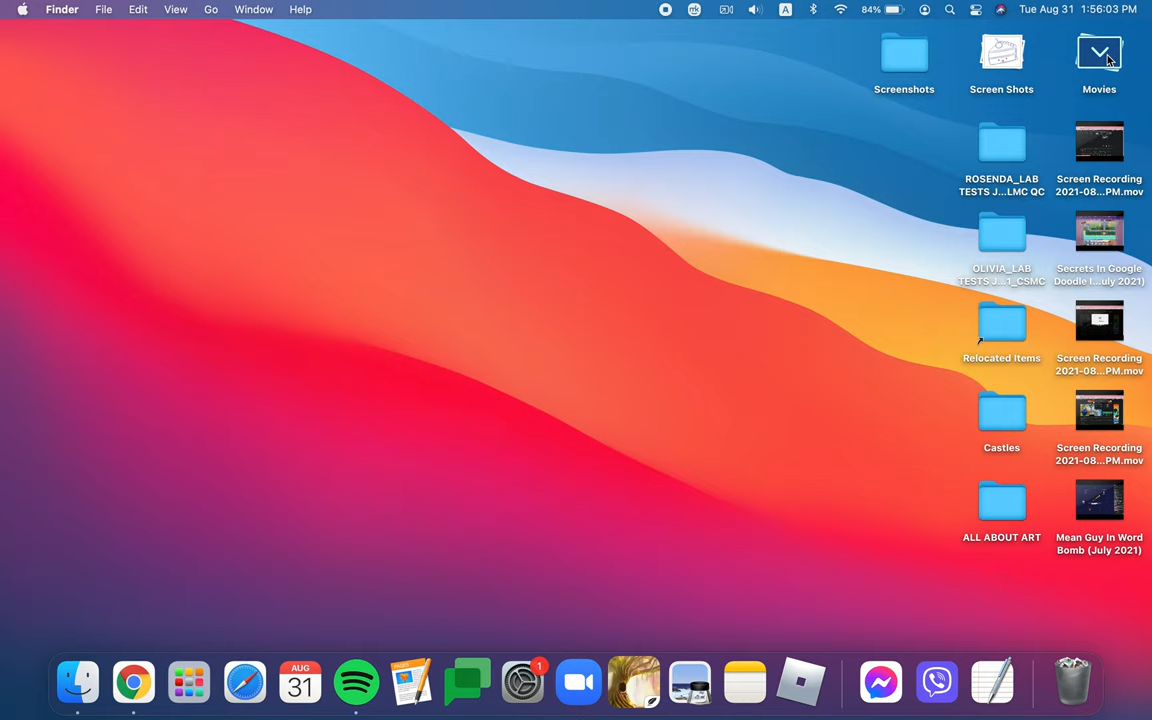 Finder File Edit View Go Window Help
mk A 84% Tue Aug 31 1:56:03 PM
Screenshots
Screen Shots
Movies
ROSENDA_LAB
TESTS J...LMC QC
Screen Recording
2021-08...PM.mov
OLIVIA_LAB
TESTS J...1_CSMC
Secrets In Google
Doodle I...uly 2021)
Relocated Items
Screen Recording
2021-08...PM.mov
Castles
Screen Recording
2021-08...PM.mov
ALL ABOUT ART
Mean Guy In Word
Bomb (July 2021)
AUG
31
1